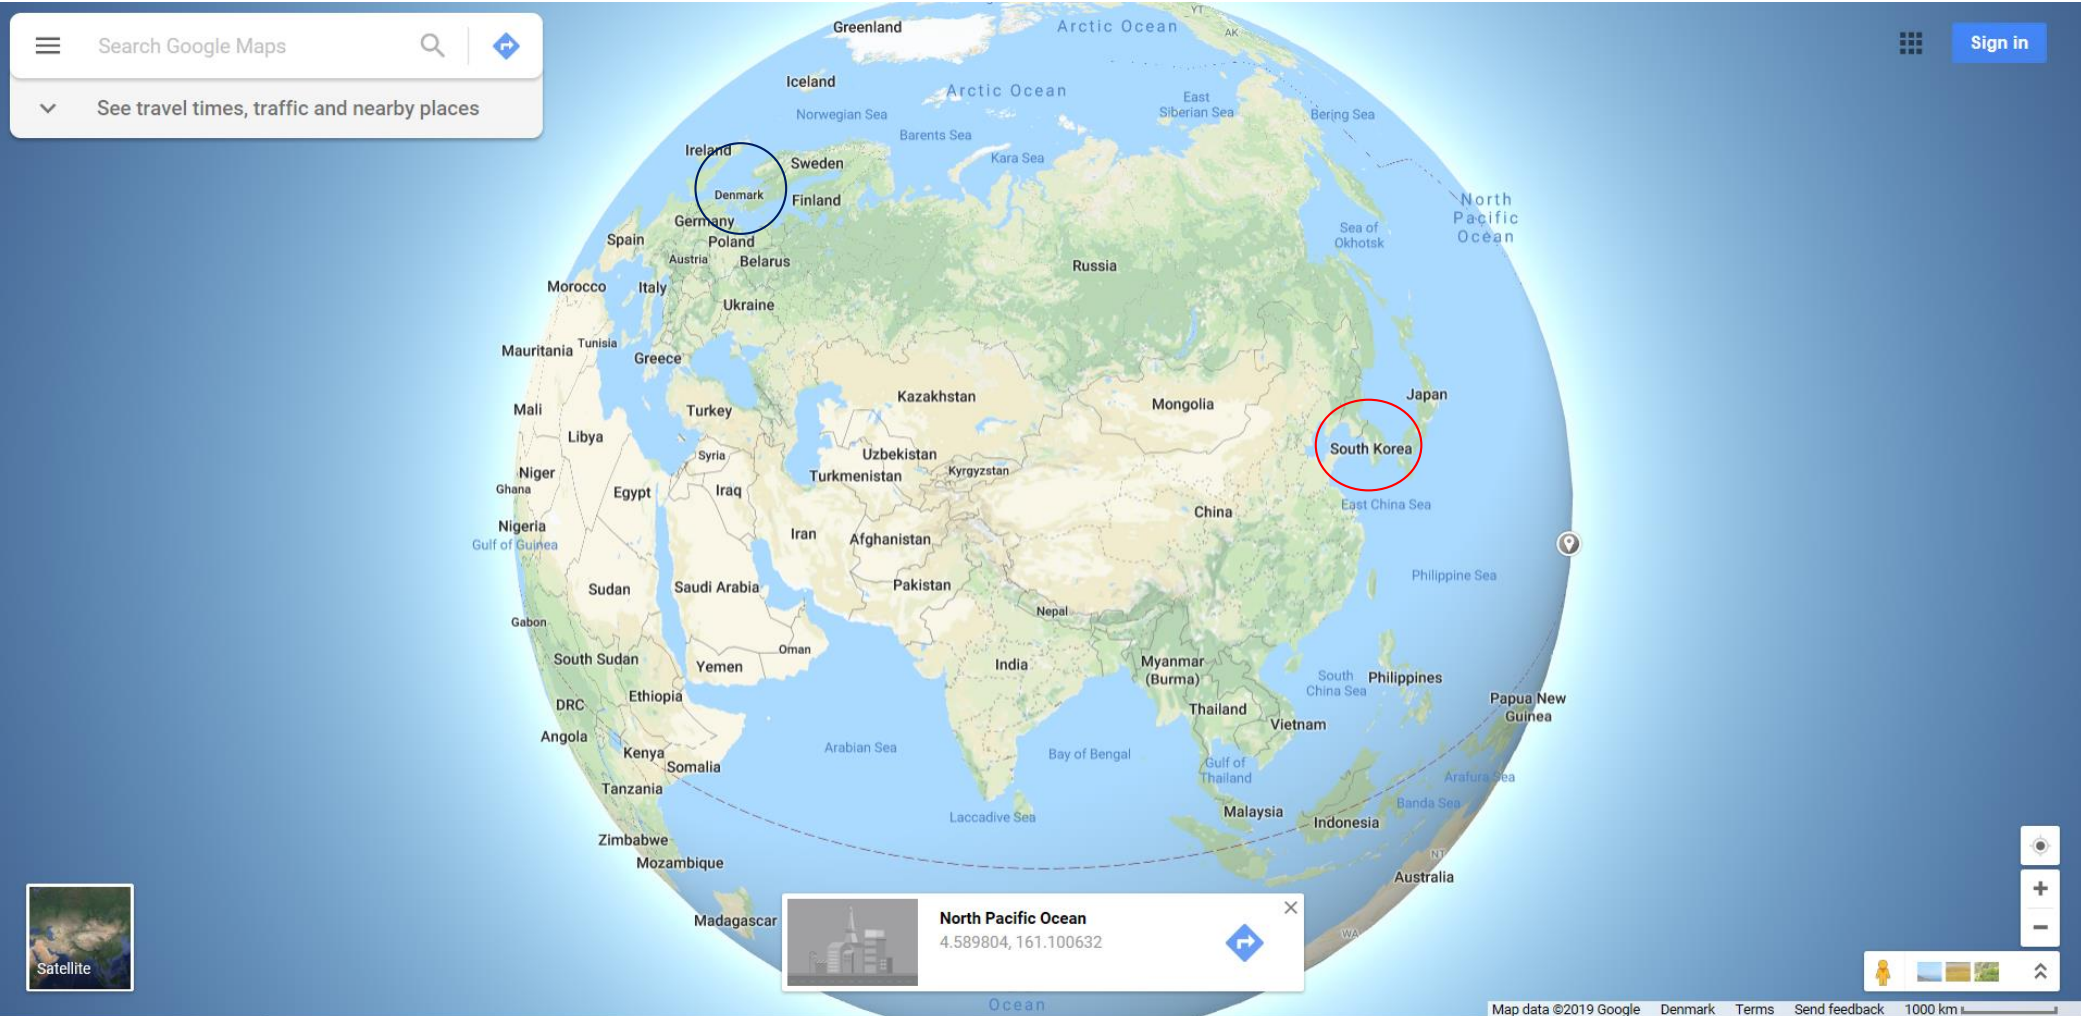 Search Google Maps
Sign in
See travel times, traffic and nearby places
Greenland
Arctic Ocean
YT
AK
Iceland
Arctic Ocean
Norwegian Sea
East
Siberian Sea
Bering Sea
Barents Sea
Kara Sea
Ireland
Sweden
Denmark
Finland
North
Pacific
Ocean
Germany
Spain
Poland
Sea of
Okhotsk
Austria
Belarus
Russia
Morocco
Italy
Ukraine
Tunisia
Mauritania
Greece
Kazakhstan
Mongolia
Japan
Mali
Turkey
Libya
Syria
Uzbekistan
South Korea
Niger
Turkmenistan
Kyrgyzstan
Ghana
Egypt
Iraq
East China Sea
Nigeria
China
Gulf of Guinea
Iran
Afghanistan
Philippine Sea
Sudan
Saudi Arabia
Pakistan
Nepal
Gabon
Oman
South Sudan
Yemen
India
Myanmar
(Burma)
South
China Sea
Philippines
Ethiopia
DRC
Thailand
Vietnam
Papua New
Guinea
Angola
Kenya
Somalia
Arabian Sea
Bay of Bengal
Gulf of
Thailand
Arafura Sea
Tanzania
Laccadive Sea
Malaysia
Indonesia
Banda Sea
Zimbabwe
Mozambique
NT
Australia
Madagascar
WA
North Pacific Ocean
4.589804, 161.100632
Satellite
Ocean
Map data ©2019 Google
Denmark
Terms
Send feedback
1000 km